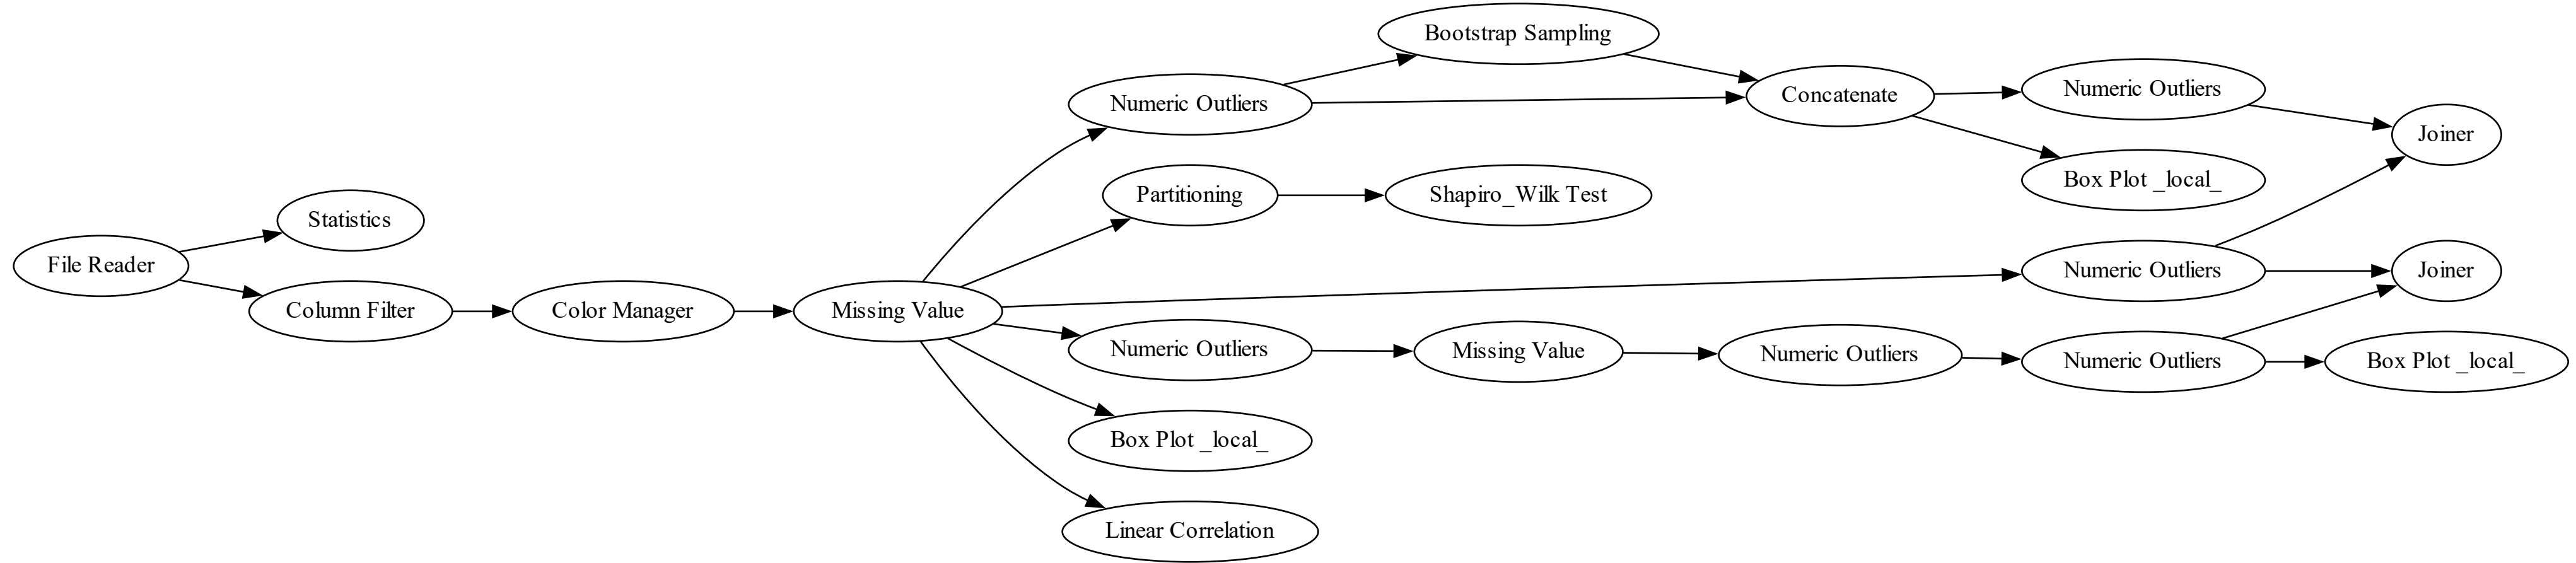 File Reader
Statistics
Column Filter
Color Manager
Missing Value
Numeric Outliers
Bootstrap Sampling
Concatenate
Numeric Outliers
Joiner
Box Plot _local_
Partitioning
Shapiro_Wilk Test
Numeric Outliers
Joiner
Numeric Outliers
Missing Value
Numeric Outliers
Numeric Outliers
Box Plot _local_
Box Plot _local_
Linear Correlation